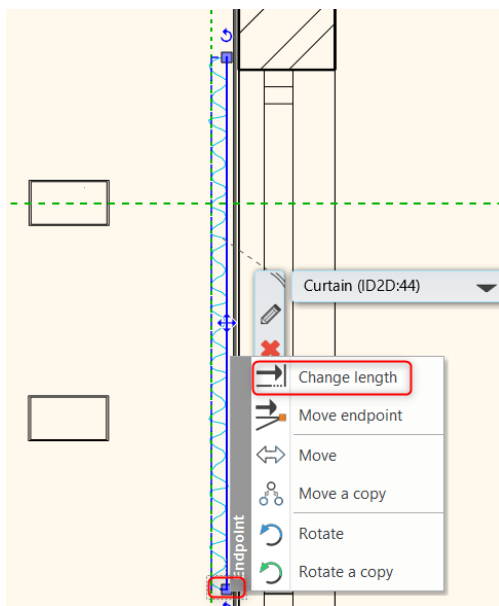 Curtain (ID2D:44)
Change length
Move endpoint
Move
Move a copy
Rotate
Rotate a copy
Endpoint